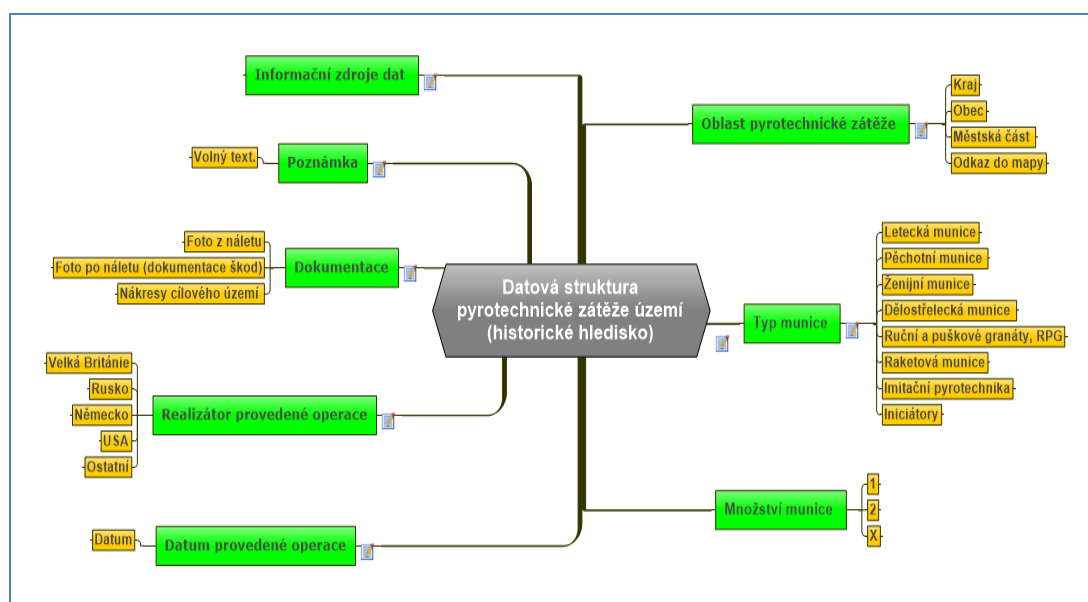 Informační zdroje dat
Volný text.
Poznámka
Foto z náletu
Foto po náletu (dokumentace škod)
Nákresy cílového území
Dokumentace
Velká Británie
Rusko
Německo
USA
Ostatní
Realizátor provedené operace
Datum
Datum provedené operace
Datová struktura
pyrotechnické zátěže území
(historické hledisko)
Oblast pyrotechnické zátěže
Kraj
Obec
Městská část
Odkaz do mapy
Typ munice
Letecká munice
Pěchotní munice
Ženijní munice
Dělostřelecká munice
Ruční a puškové granáty, RPG
Raketová munice
Imitační pyrotechnika
Iniciátory
Množství munice
1
2
X